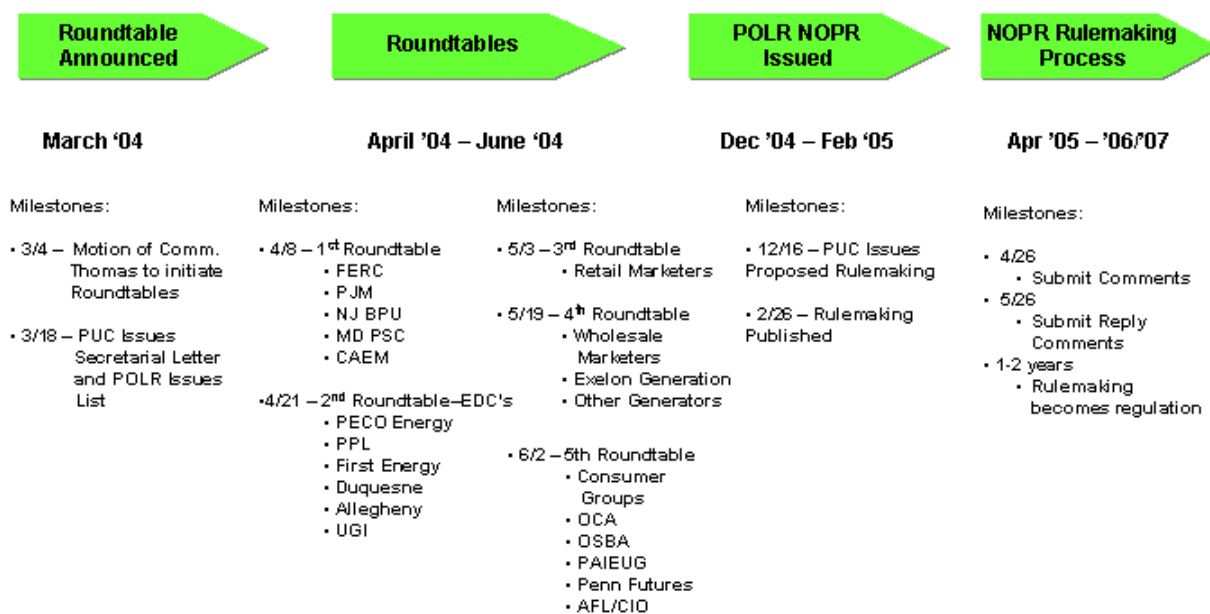 Roundtable
Announced
Roundtables
POLR NOPR
Issued
NOPR Rulemaking
Process
March ‘04
April ’04 – June ‘04
Dec ’04 – Feb ‘05
Apr ’05 – ’06/’07
Milestones:
• 3/4 – Motion of Comm.
Thomas to initiate
Roundtables
• 3/18 – PUC Issues
Secretarial Letter
and POLR Issues
List
Milestones:
• 4/8 – 1st Roundtable
• FERC
• PJM
• NJ BPU
• MD PSC
• CAEM
•4/21 – 2nd Roundtable–EDC's
• PECO Energy
• PPL
• First Energy
• Duquesne
• Allegheny
• UGI
Milestones:
• 5/3 – 3rd Roundtable
• Retail Marketers
• 5/19 – 4th Roundtable
• Wholesale
Marketers
• Exelon Generation
• Other Generators
• 6/2 – 5th Roundtable
• Consumer
Groups
• OCA
• OSBA
• PAIEUG
• Penn Futures
• AFL/CIO
Milestones:
• 12/16 – PUC Issues
Proposed Rulemaking
• 2/26 – Rulemaking
Published
Milestones:
• 4/26
• Submit Comments
• 5/26
• Submit Reply
Comments
• 1-2 years
• Rulemaking
becomes regulation